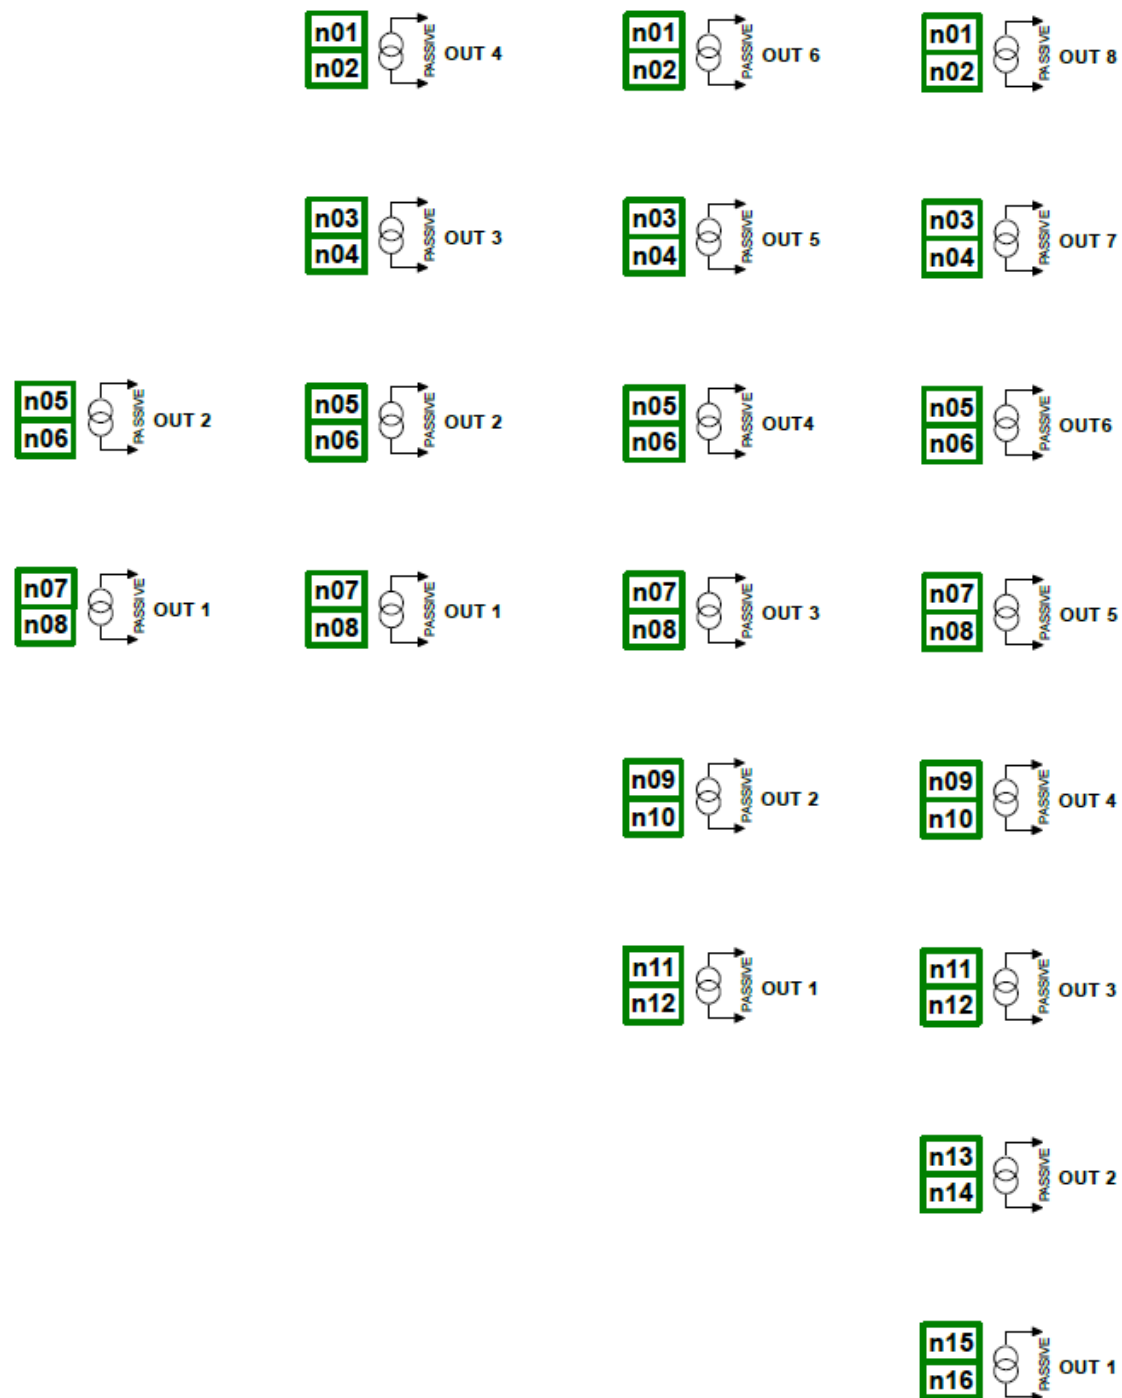 n01 PASSIVE OUT 4 n01 PASSIVE OUT 6 n01 PASSIVE OUT 8
n02 n02 n02
n03 PASSIVE OUT 3 n03 PASSIVE OUT 5 n03 PASSIVE OUT 7
n04 n04 n04
n05 PASSIVE OUT 2 n05 PASSIVE OUT 2 n05 PASSIVE OUT4 n05 PASSIVE OUT6
n06 n06 n06 n06
n07 PASSIVE OUT 1 n07 PASSIVE OUT 1 n07 PASSIVE OUT 3 n07 PASSIVE OUT 5
n08 n08 n08 n08
n09 PASSIVE OUT 2 n09 PASSIVE OUT 4
n10 n10
n11 PASSIVE OUT 1 n11 PASSIVE OUT 3
n12 n12
n13 PASSIVE OUT 2
n14
n15 PASSIVE OUT 1
n16